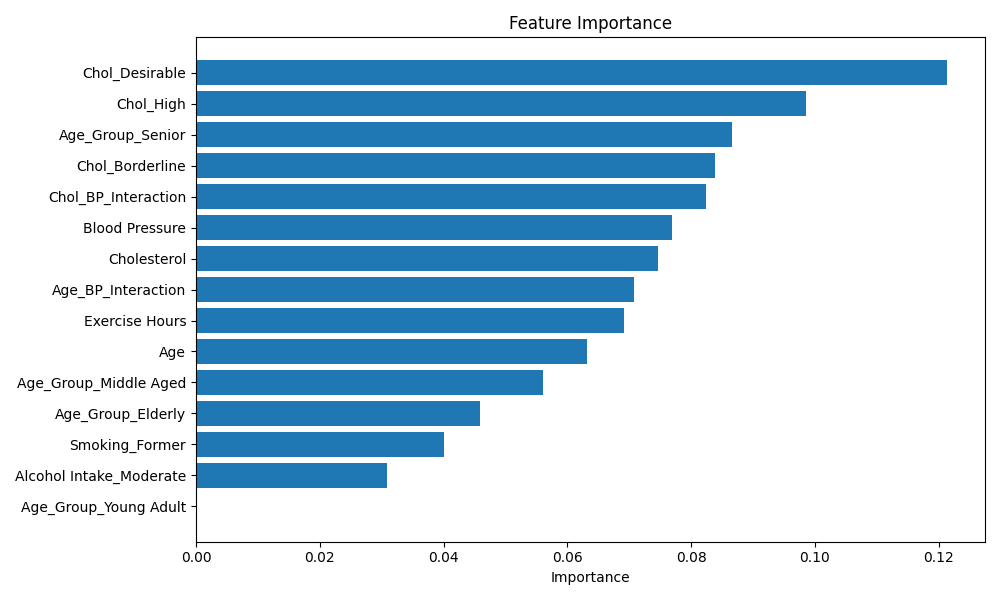 Feature Importance
Chol_Desirable
Chol_High
Age_Group_Senior
Chol_Borderline
Chol_BP_Interaction
Blood Pressure
Cholesterol
Age_BP_Interaction
Exercise Hours
Age
Age_Group_Middle Aged
Age_Group_Elderly
Smoking_Former
Alcohol Intake_Moderate
Age_Group_Young Adult
0.00 0.02 0.04 0.06 0.08 0.10 0.12
Importance